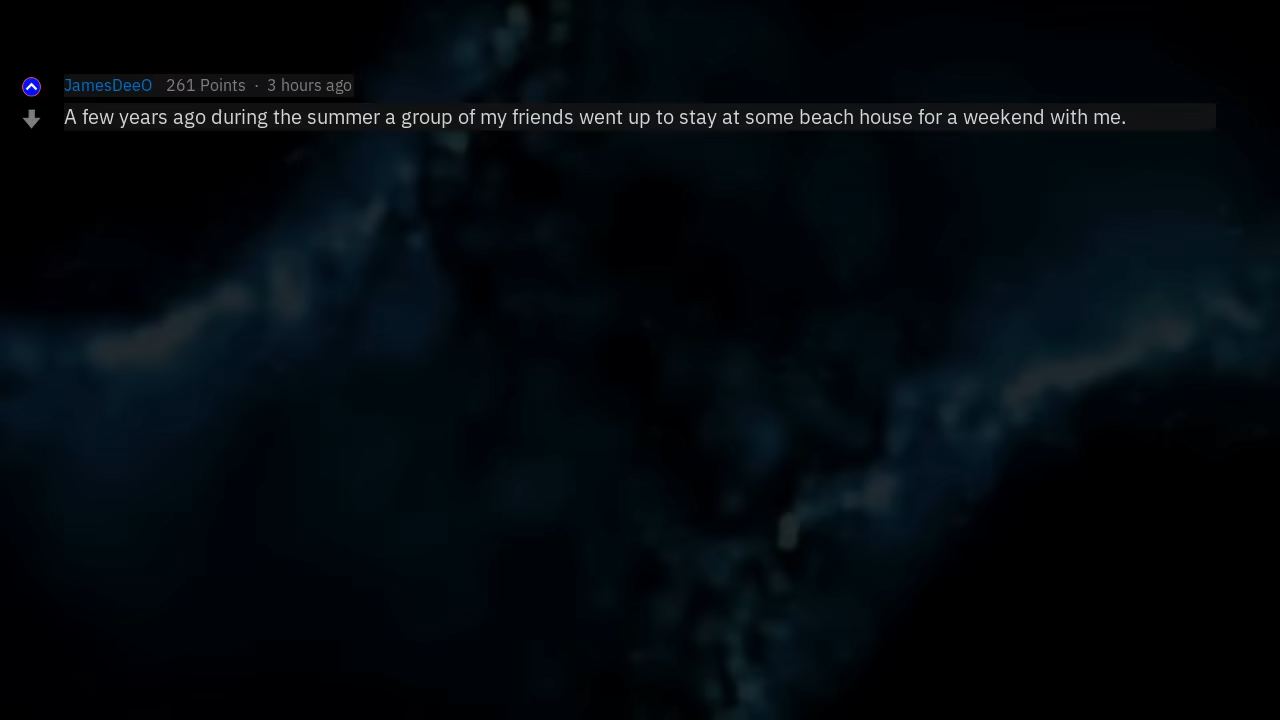 JamesDeeO 261 Points · 3 hours ago
A few years ago during the summer a group of my friends went up to stay at some beach house for a weekend with me.